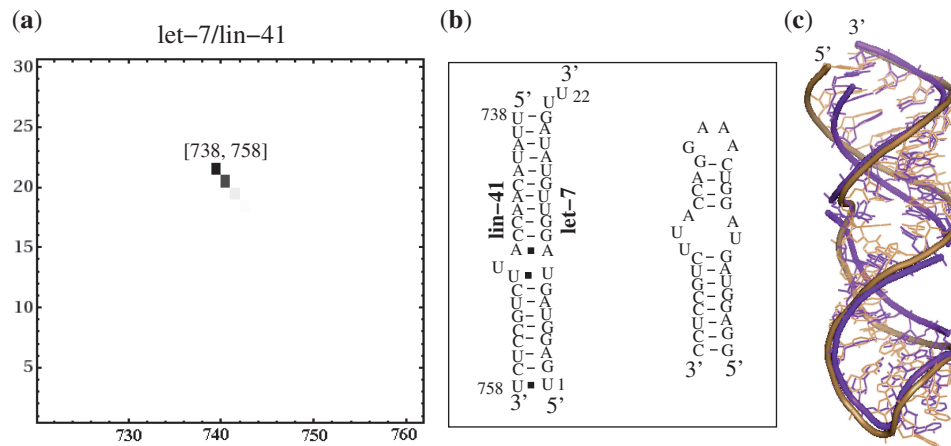 (a)
let−7/lin−41
30
25
20
15
10
5
[738, 758]
730 740 750 760
(b)
3’
U 22
5’ U
738 U G
U A
A U
U A
A U
C G
A U
A U
C G
C G
A A
U
U U
C G
U A
G U
C G
C G
U A
C G
758 U U 1
3’ 5’
lin−41
let−7
A A
G A
G C
A U
C G
C G
A A
U U
U
C G
U A
G U
C G
C G
U A
C G
C G
3’ 5’
(c)
3’
5’